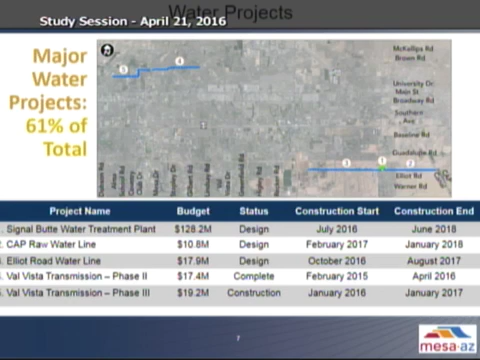 Water Projects
Study Session - April 21, 2016
Major
Water
Projects:
61% of
Total
McKellips Rd
Brown Rd
University Dr
Main St
Broadway Rd
Southern
Ave
Baseline Rd
Guadalupe Rd
Elliot Rd
Warner Rd
5
4
3
1
2
Project Name Budget Status Construction Start Construction End
. Signal Butte Water Treatment Plant $128.2M Design July 2016 June 2018
. CAP Raw Water Line $10.8M Design February 2017 January 2018
. Elliot Road Water Line $17.9M Design October 2016 August 2017
. Val Vista Transmission – Phase II $17.4M Complete February 2015 April 2016
. Val Vista Transmission – Phase III $19.2M Construction January 2016 January 2017
7
mesa·az